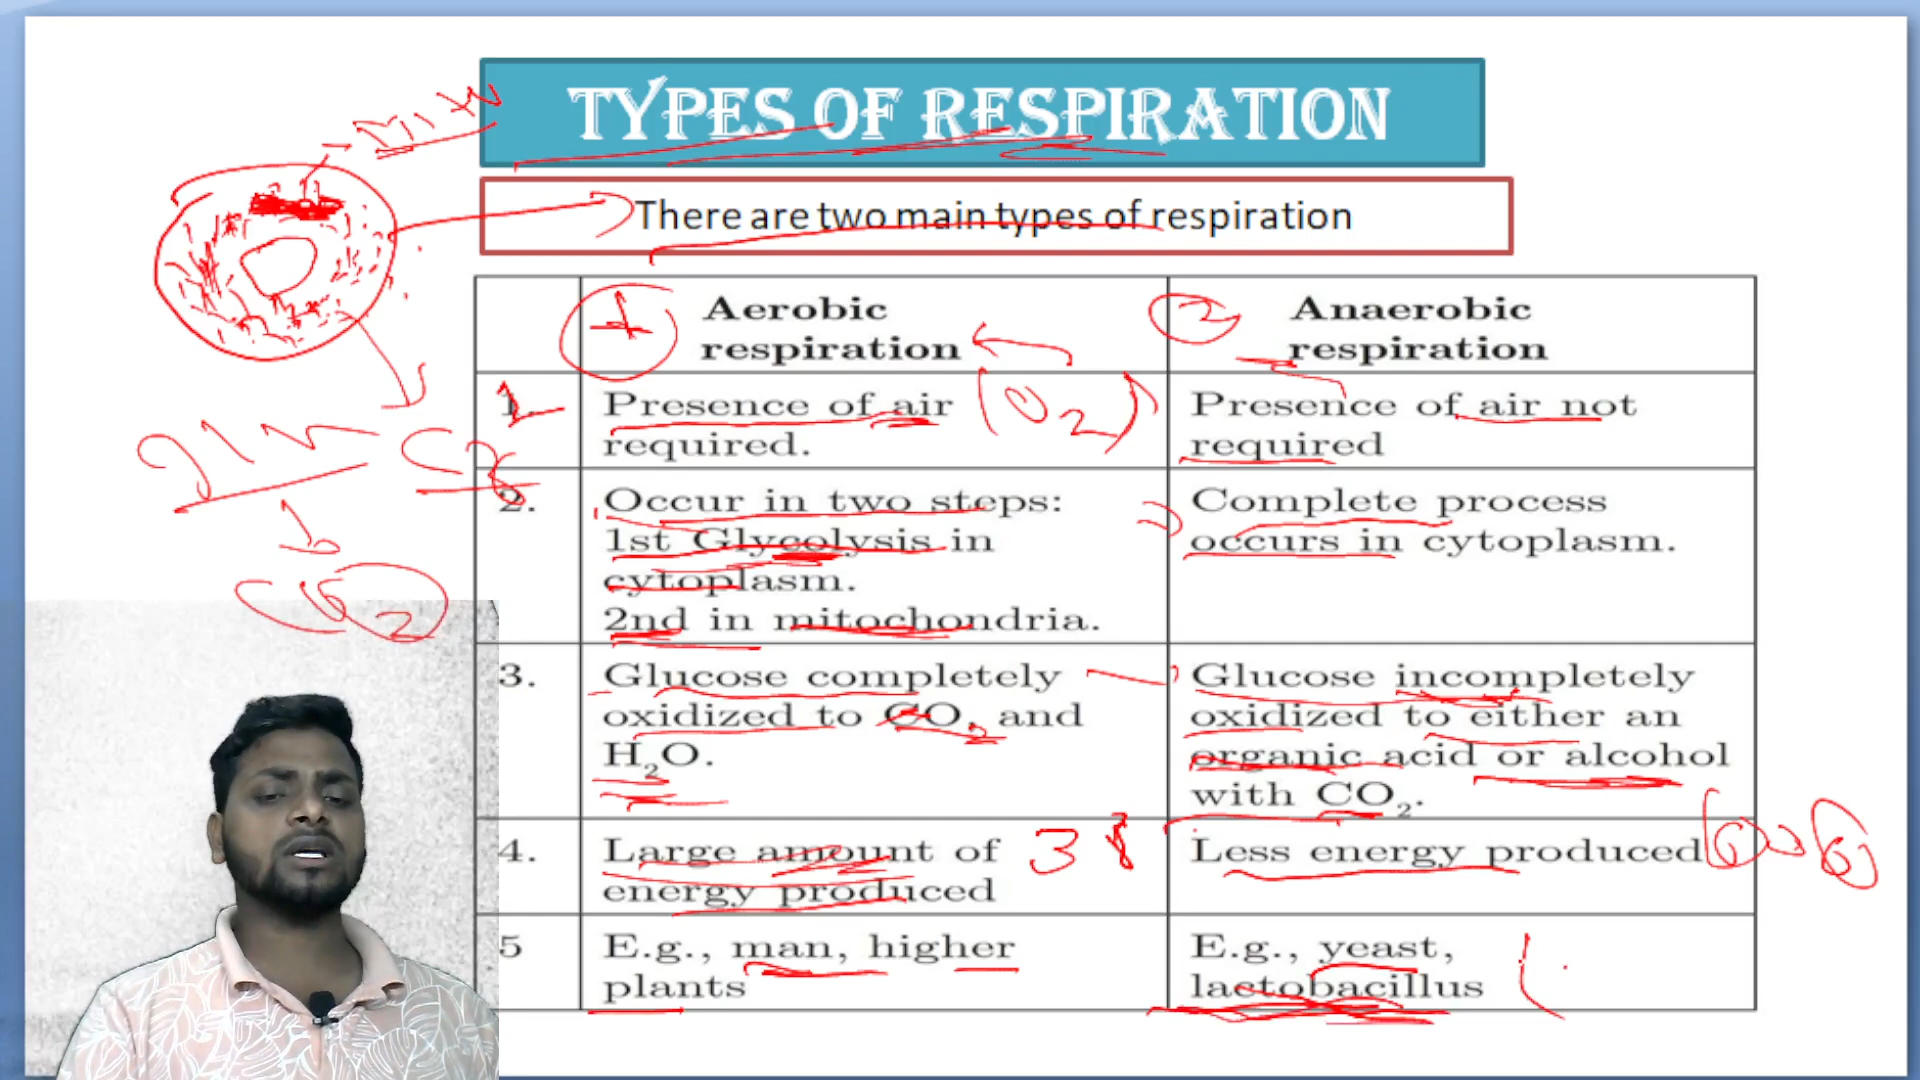 TYPES OF RESPIRATION
There are two main types of respiration
Aerobic
respiration
Anaerobic
respiration
1.
Presence of air
required.
(O2)
Presence of air not
required
2.
Occur in two steps:
1st Glycolysis in
cytoplasm.
2nd in mitochondria.
Complete process
occurs in cytoplasm.
CO2
3.
Glucose completely
oxidized to CO2 and
H2O.
Glucose incompletely
oxidized to either an
organic acid or alcohol
with CO2.
4.
Large amount of
energy produced
38
Less energy produced
5
E.g., man, higher
plants
E.g., yeast,
lactobacillus